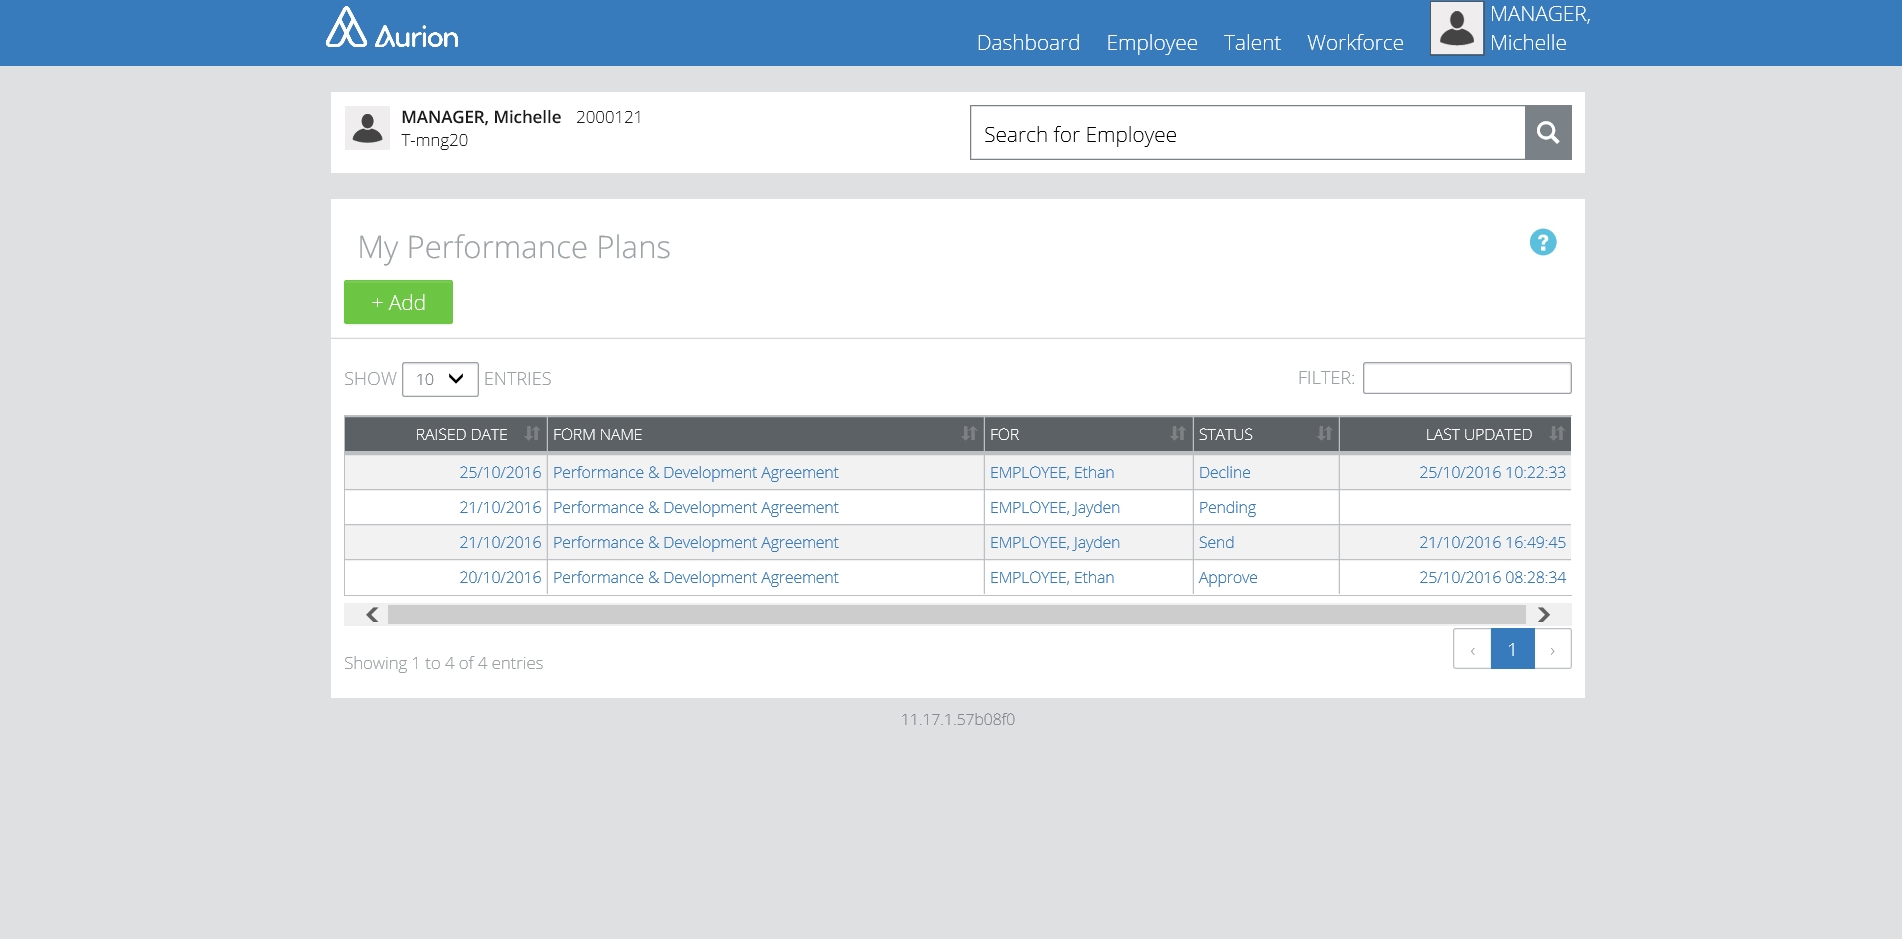 Aurion
Dashboard Employee Talent Workforce
MANAGER,
Michelle
MANAGER, Michelle 2000121
T-mng20
Search for Employee
My Performance Plans
?
+ Add
SHOW 10 ENTRIES
FILTER:
RAISED DATE FORM NAME FOR STATUS LAST UPDATED
25/10/2016 Performance & Development Agreement EMPLOYEE, Ethan Decline 25/10/2016 10:22:33
21/10/2016 Performance & Development Agreement EMPLOYEE, Jayden Pending
21/10/2016 Performance & Development Agreement EMPLOYEE, Jayden Send 21/10/2016 16:49:45
20/10/2016 Performance & Development Agreement EMPLOYEE, Ethan Approve 25/10/2016 08:28:34
‹ 1 ›
Showing 1 to 4 of 4 entries
11.17.1.57b08f0